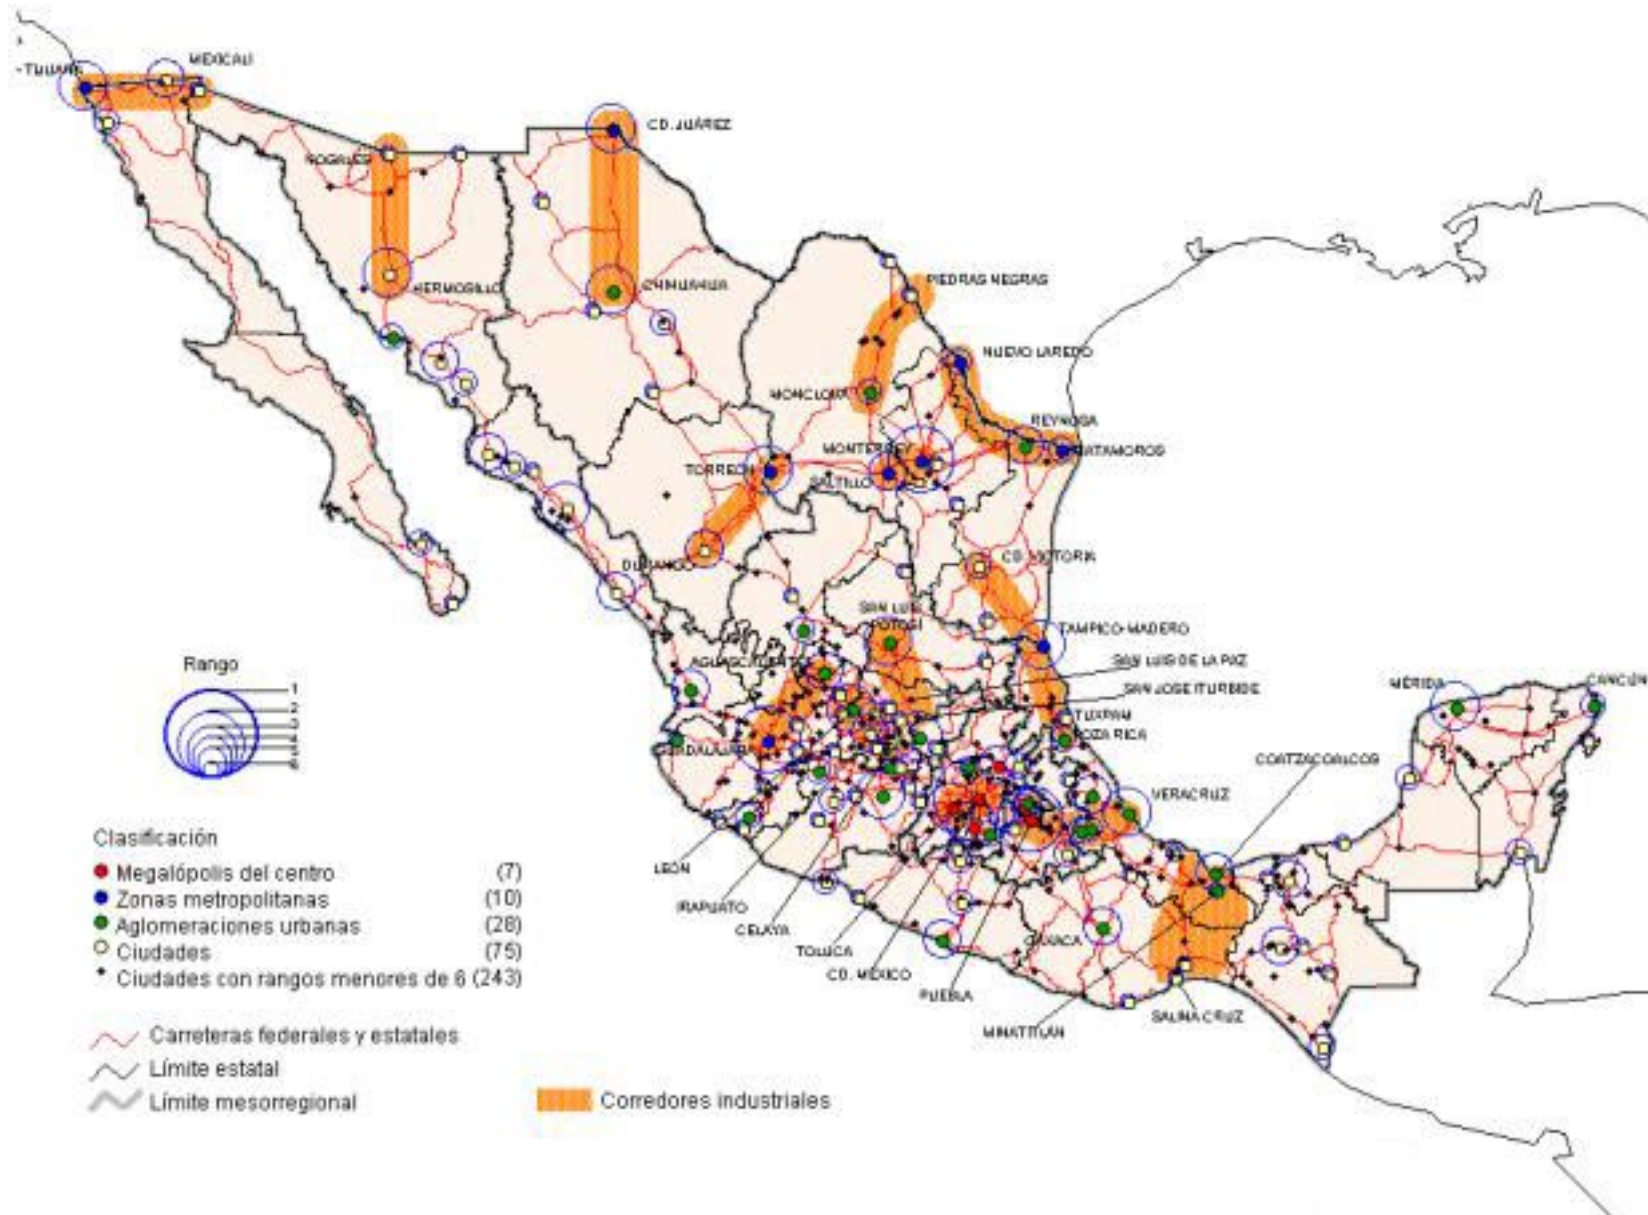 MEXICALI
TIJUANA
CD. JUÁREZ
NOGALES
HERMOSILLO
CHIHUAHUA
PIEDRAS NEGRAS
NUEVO LAREDO
MONCLOVA
REYNOSA
MONTERREY
MATAMOROS
TORREON
SALTILLO
CD. VICTORIA
DURANGO
SAN LUIS
POTOSÍ
TAMPICO-MADERO
SAN LUIS DE LA PAZ
AGUASCALIENTES
SAN JOSE ITURBIDE
MÉRIDA
CANCÚN
TUXPAM
POZA RICA
GUADALAJARA
COATZACOALCOS
VERACRUZ
LEÓN
IRAPUATO
CELAYA
TOLUCA
OAXACA
CD. MÉXICO
PUEBLA
SALINA CRUZ
MINATITLÁN
Rango
1
2
3
4
Clasificación
Megalópolis del centro (7)
Zonas metropolitanas (10)
Aglomeraciones urbanas (28)
Ciudades (75)
Ciudades con rangos menores de 6 (243)
Carreteras federales y estatales
Límite estatal
Límite mesorregional
Corredores industriales